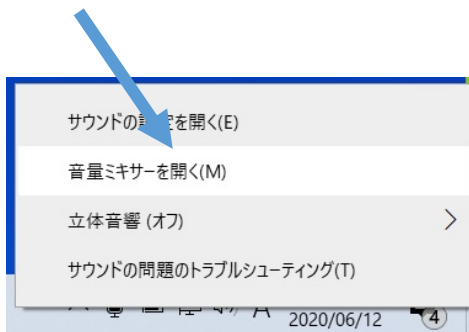 サウンドの設定を開く(E)
音量ミキサーを開く(M)
立体音響 (オフ)
サウンドの問題のトラブルシューティング(T)
A
2020/06/12
4